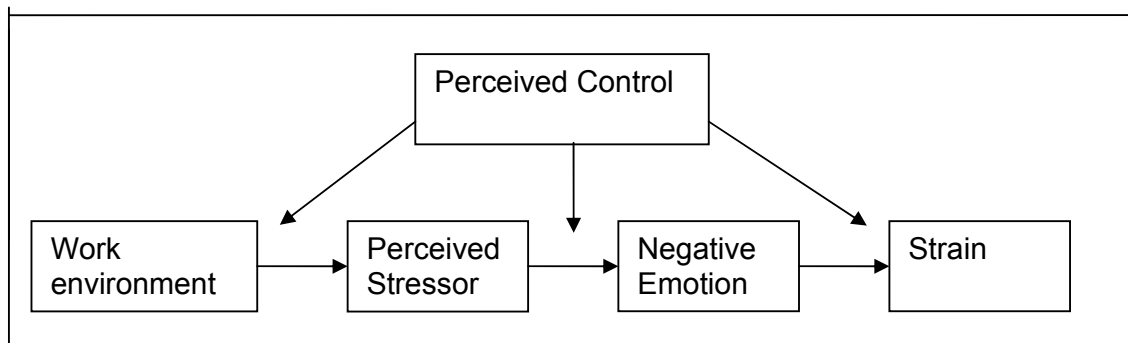 Perceived Control
Work
environment
Perceived
Stressor
Negative
Emotion
Strain